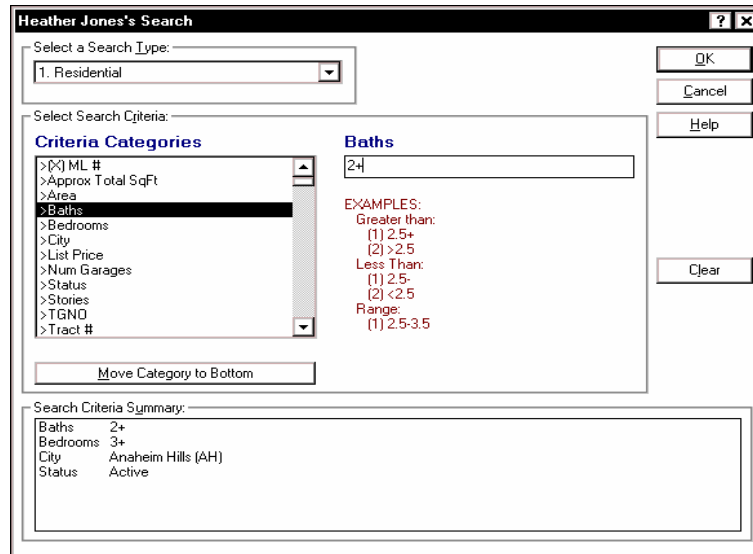 Heather Jones's Search
? X
Select a Search Type:
1. Residential
OK
Cancel
Help
Select Search Criteria:
Criteria Categories
>(X) ML #
>Approx Total SqFt
>Area
>Baths
>Bedrooms
>City
>List Price
>Num Garages
>Status
>Stories
>TGNO
>Tract #
Move Category to Bottom
Baths
2+
EXAMPLES:
Greater than:
(1) 2.5+
(2) >2.5
Less Than:
(1) 2.5-
(2) <2.5
Range:
(1) 2.5-3.5
Clear
Search Criteria Summary:
Baths 2+
Bedrooms 3+
City Anaheim Hills (AH)
Status Active